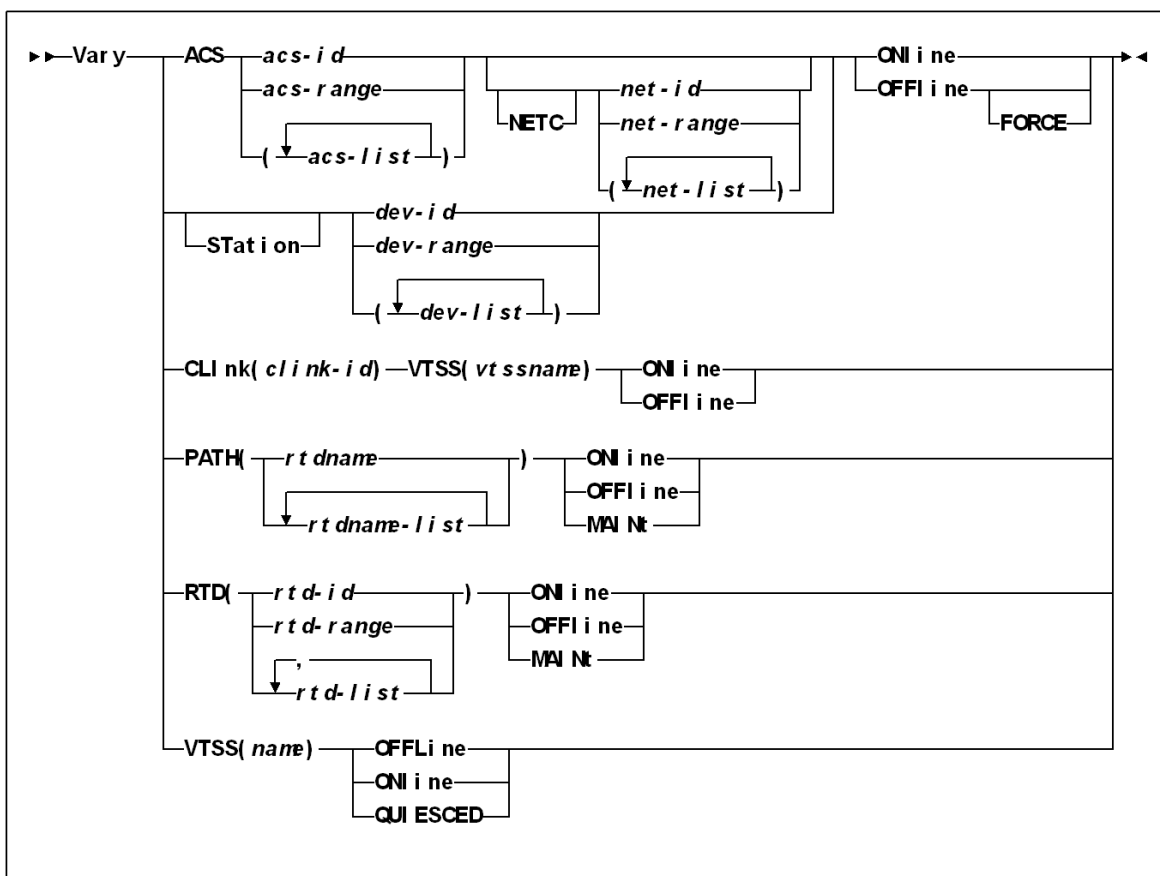 Vary ACS acs-id ONline
acs-range net-id OFFline
NETC net-range FORCE
( acs-list )
( net-list )
dev-id
STation dev-range
( dev-list )
CLInk(clink-id) VTSS(vtssname) ONline
OFFline
PATH( rtdname ) ONline
OFFline
rtdname-list MAINt
RTD( rtd-id ) ONline
rtd-range OFFline
, MAINt
rtd-list
VTSS(name) OFFLine
ONline
QUIESCED